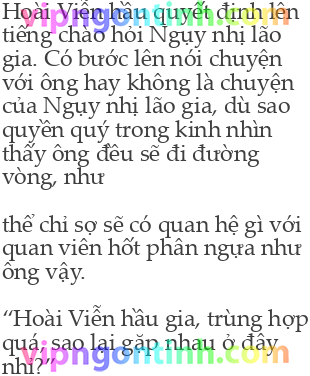 Hoài Viễn hầu quyết định lên
tiếng chào hỏi Ngụy nhị lão
gia. Có bước lên nói chuyện
với ông hay không là chuyện
của Ngụy nhị lão gia, dù sao
quyền quý trong kinh nhìn
thấy ông đều sẽ đi đường
vòng, như
thể chỉ sợ sẽ có quan hệ gì với
quan viên hốt phân ngựa như
ông vậy.
“Hoài Viễn hầu gia, trùng hợp
quá, sao lại gặp nhau ở đây
nhỉ?”
vipngontinh.com
vipngontinh.com